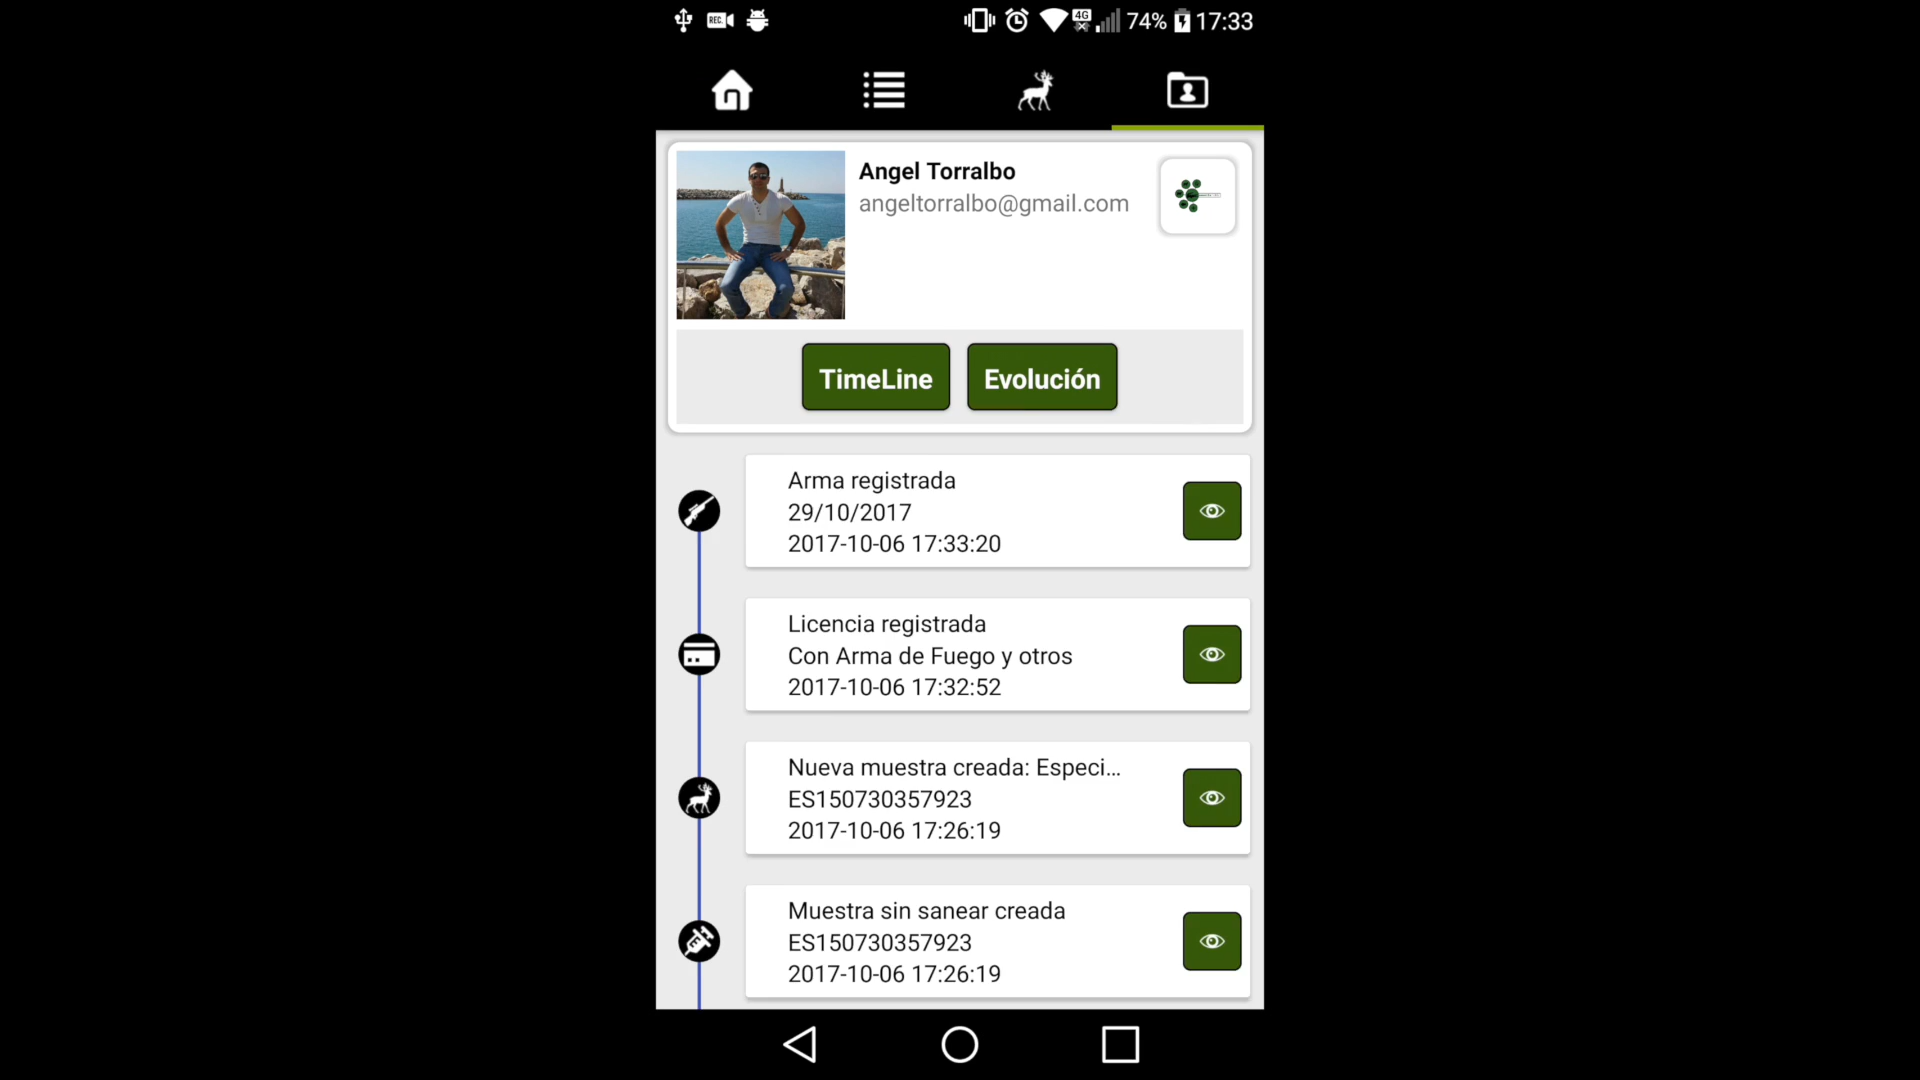 REC 4G 74% 17:33
Angel Torralbo
angeltorralbo@gmail.com
TimeLine Evolución
Arma registrada
29/10/2017
2017-10-06 17:33:20
Licencia registrada
Con Arma de Fuego y otros
2017-10-06 17:32:52
Nueva muestra creada: Especi...
ES150730357923
2017-10-06 17:26:19
Muestra sin sanear creada
ES150730357923
2017-10-06 17:26:19